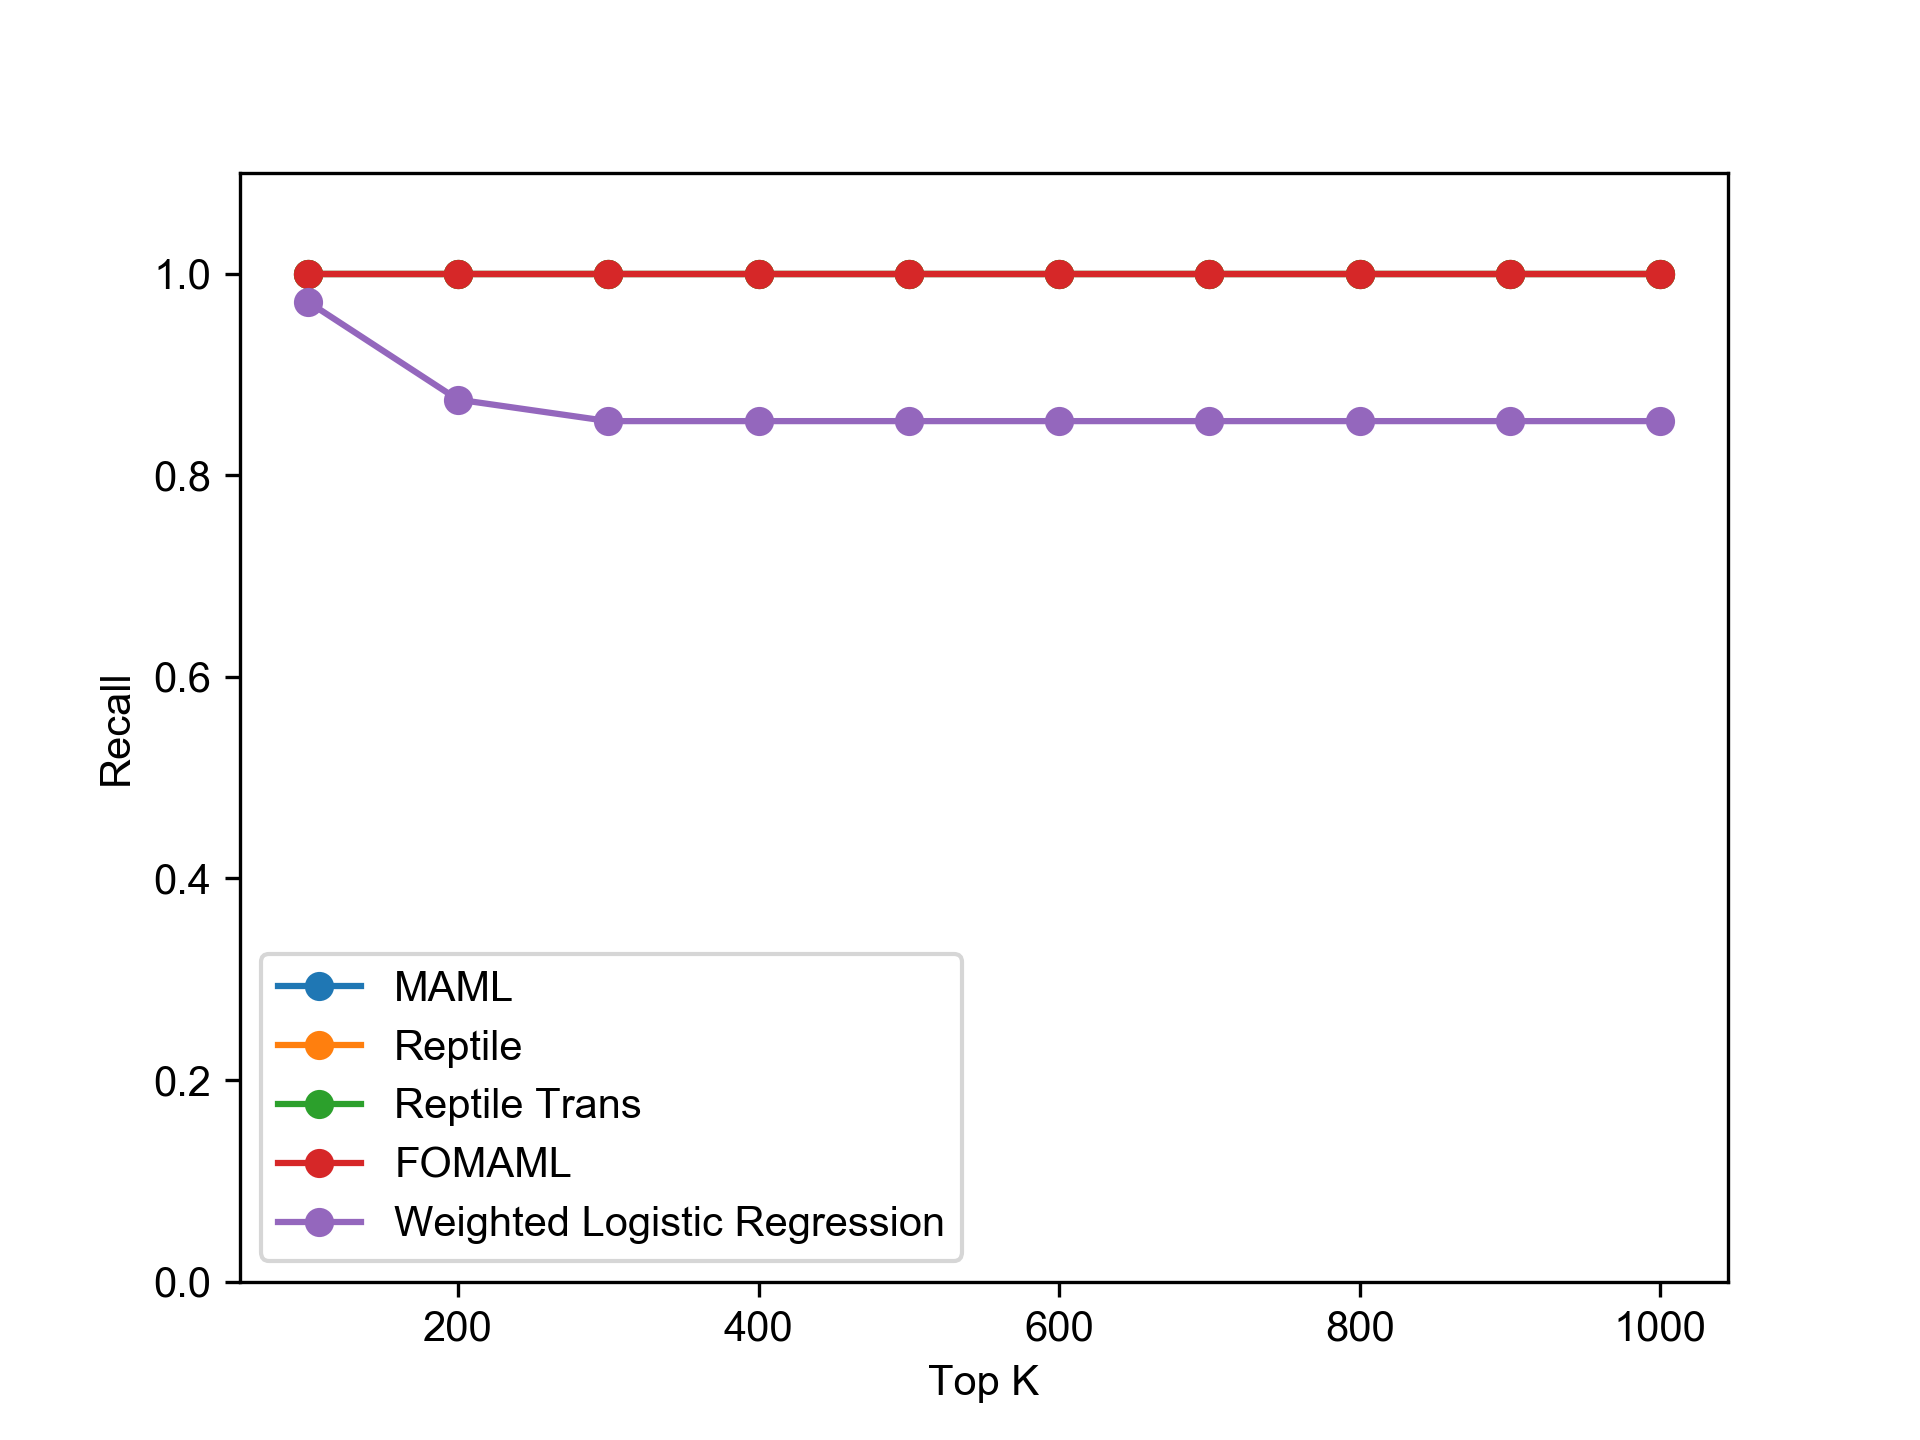 1.0
0.8
0.6
0.4
0.2
0.0
Recall
MAML
Reptile
Reptile Trans
FOMAML
Weighted Logistic Regression
200 400 600 800 1000
Top K